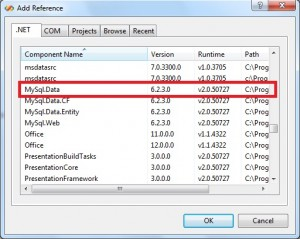 Add Reference
.NET COM Projects Browse Recent
Component Name Version Runtime Path
msdatasrc 7.0.3300.0 v1.0.3705 C:\Prog
msdatasrc 7.0.3300.0 v1.0.3705 C:\Prog
MySql.Data 6.2.3.0 v2.0.50727 C:\Prog
MySql.Data.CF 6.2.3.0 v2.0.50727 C:\Prog
MySql.Data.Entity 6.2.3.0 v2.0.50727 C:\Prog
MySql.Web 6.2.3.0 v2.0.50727 C:\Prog
Office 11.0.0.0 v1.1.4322 C:\Prog
Office 12.0.0.0 v1.1.4322 C:\Prog
PresentationBuildTasks 3.0.0.0 v2.0.50727 C:\Prog
PresentationCore 3.0.0.0 v2.0.50727 C:\Prog
PresentationFramework 3.0.0.0 v2.0.50727 C:\Prog
OK Cancel